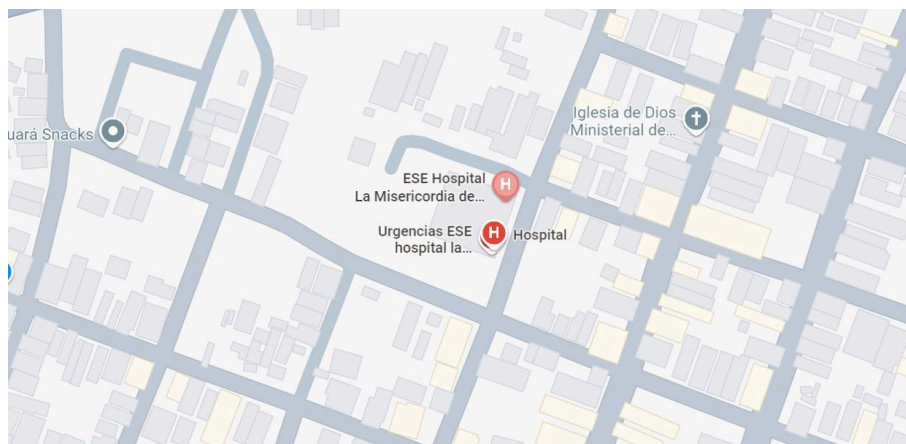 Iglesia de Dios
Ministerial de...
uará Snacks
ESE Hospital
La Misericordia de...
Urgencias ESE
hospital la...
Hospital
H
H